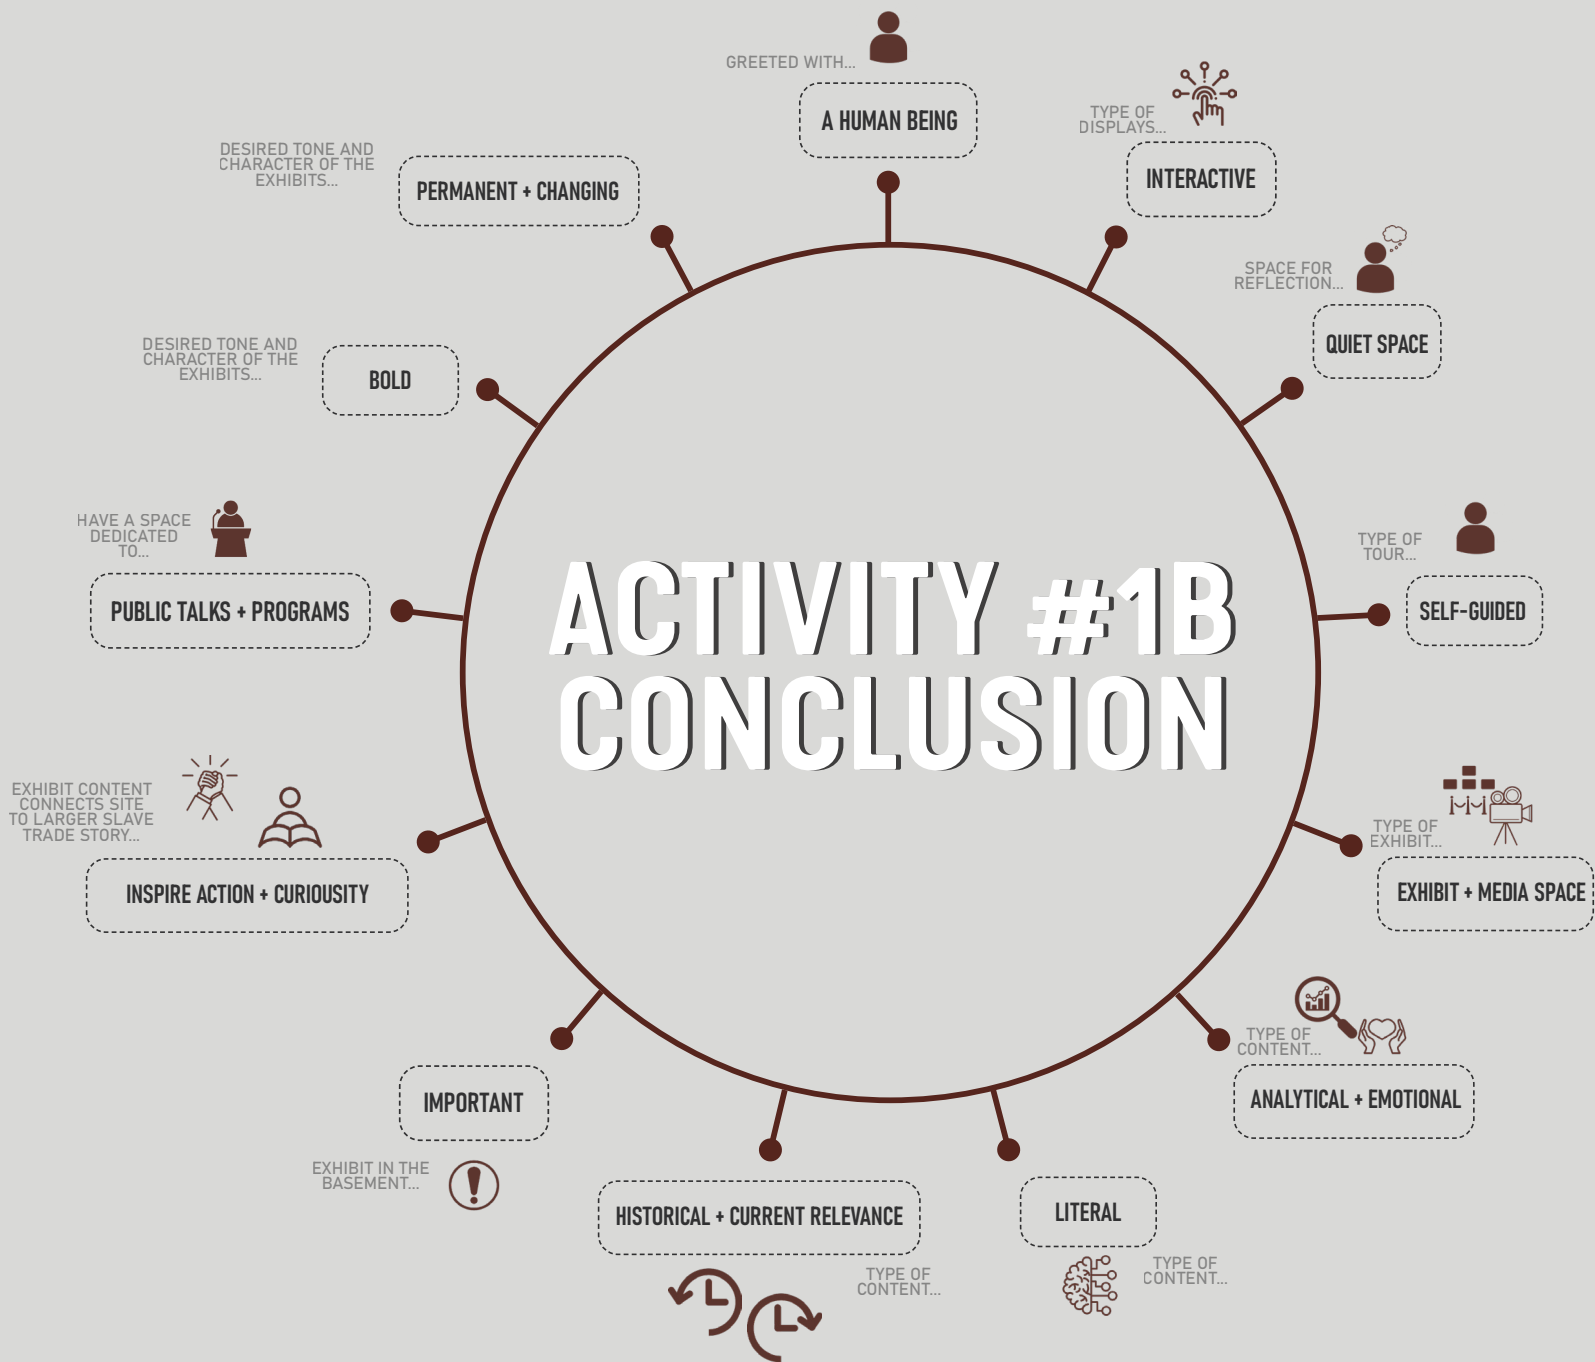 GREETED WITH...
A HUMAN BEING
TYPE OF
DISPLAYS...
INTERACTIVE
SPACE FOR
REFLECTION...
QUIET SPACE
TYPE OF
TOUR...
SELF-GUIDED
TYPE OF
EXHIBIT...
EXHIBIT + MEDIA SPACE
TYPE OF
CONTENT...
ANALYTICAL + EMOTIONAL
LITERAL
TYPE OF
CONTENT...
HISTORICAL + CURRENT RELEVANCE
TYPE OF
CONTENT...
IMPORTANT
EXHIBIT IN THE
BASEMENT...
EXHIBIT CONTENT
CONNECTS SITE
TO LARGER SLAVE
TRADE STORY...
INSPIRE ACTION + CURIOUSITY
HAVE A SPACE
DEDICATED
TO...
PUBLIC TALKS + PROGRAMS
DESIRED TONE AND
CHARACTER OF THE
EXHIBITS...
BOLD
DESIRED TONE AND
CHARACTER OF THE
EXHIBITS...
PERMANENT + CHANGING
ACTIVITY #1B
CONCLUSION